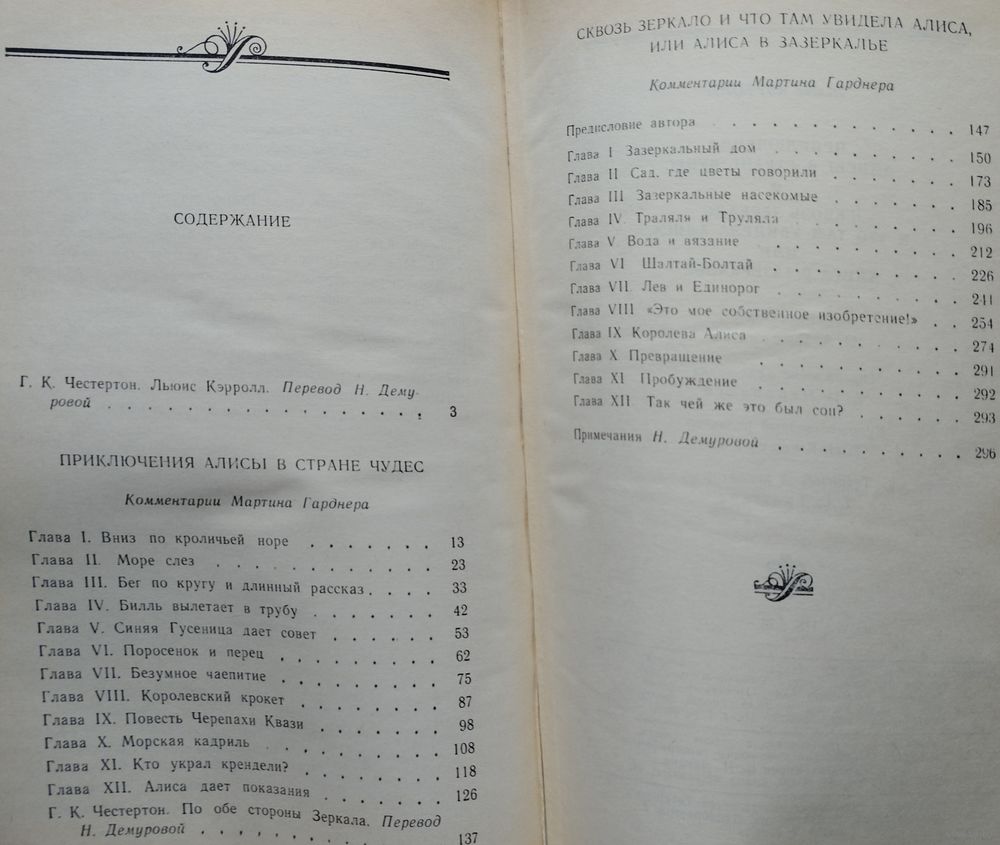 СОДЕРЖАНИЕ
Г. К. Честертон. Льюис Кэрролл. Перевод Н. Дему-
ровой . . . . . . . . . . . . . . . . 3
ПРИКЛЮЧЕНИЯ АЛИСЫ В СТРАНЕ ЧУДЕС
Комментарии Мартина Гарднера
Глава I. Вниз по кроличьей норе . . . . . . 13
Глава II. Море слез . . . . . . . . . . 23
Глава III. Бег по кругу и длинный рассказ . . . . 33
Глава IV. Билль вылетает в трубу . . . . . . 42
Глава V. Синяя Гусеница дает совет . . . . . 53
Глава VI. Поросенок и перец . . . . . . . 62
Глава VII. Безумное чаепитие . . . . . . . 75
Глава VIII. Королевский крокет . . . . . . 87
Глава IX. Повесть Черепахи Квази . . . . . . 98
Глава X. Морская кадриль . . . . . . . . 108
Глава XI. Кто украл крендели? . . . . . . 118
Глава XII. Алиса дает показания . . . . . . 126
Г. К. Честертон. По обе стороны Зеркала. Перевод
Н. Демуровой . . . . . . . . . . . . 137
СКВОЗЬ ЗЕРКАЛО И ЧТО ТАМ УВИДЕЛА АЛИСА,
ИЛИ АЛИСА В ЗАЗЕРКАЛЬЕ
Комментарии Мартина Гарднера
Предисловие автора . . . . . . . . . . . 147
Глава I Зазеркальный дом . . . . . . . . 150
Глава II Сад, где цветы говорили . . . . . . 173
Глава III Зазеркальные насекомые . . . . . . 185
Глава IV. Траляля и Труляля . . . . . . . 196
Глава V. Вода и вязание . . . . . . . . 212
Глава VI Шалтай-Болтай . . . . . . . . 226
Глава VII. Лев и Единорог . . . . . . . . 241
Глава VIII «Это мое собственное изобретение!» . . . 254
Глава IX Королева Алиса . . . . . . . . 274
Глава X Превращение . . . . . . . . . 291
Глава XI Пробуждение . . . . . . . . . 292
Глава XII. Так чей же это был сон? . . . . . 293
Примечания Н. Демуровой . . . . . . . . 296